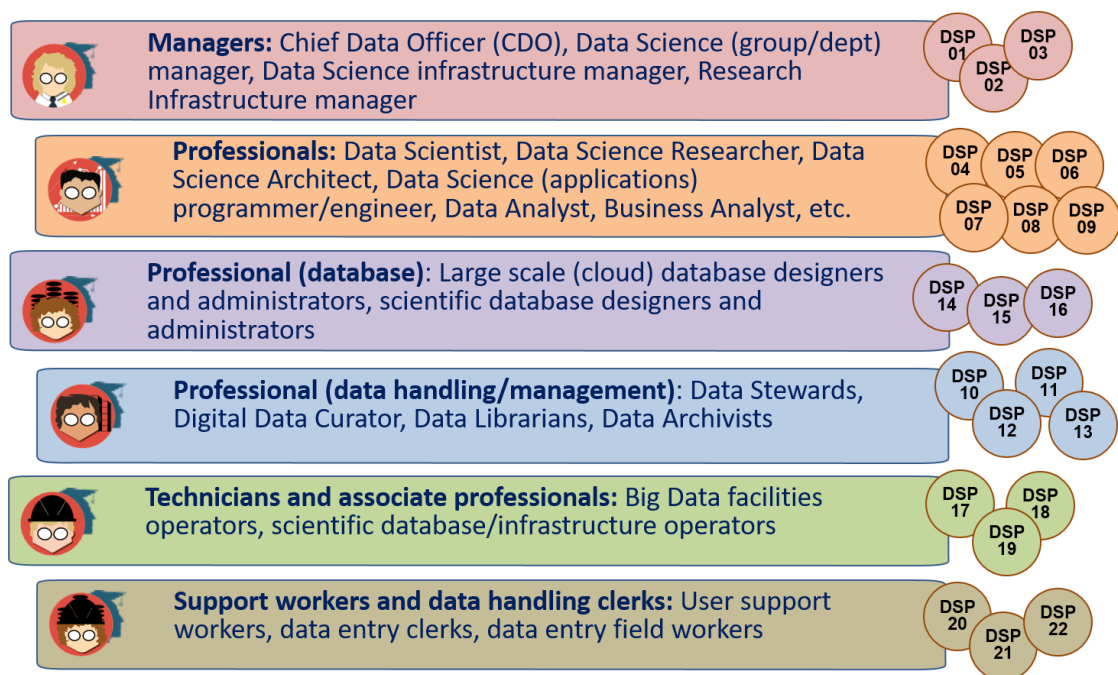 Managers: Chief Data Officer (CDO), Data Science (group/dept)
manager, Data Science infrastructure manager, Research
Infrastructure manager
DSP
01
DSP
02
DSP
03
Professionals: Data Scientist, Data Science Researcher, Data
Science Architect, Data Science (applications)
programmer/engineer, Data Analyst, Business Analyst, etc.
DSP
04
DSP
05
DSP
06
DSP
07
DSP
08
DSP
09
Professional (database): Large scale (cloud) database designers
and administrators, scientific database designers and
administrators
DSP
14
DSP
15
DSP
16
Professional (data handling/management): Data Stewards,
Digital Data Curator, Data Librarians, Data Archivists
DSP
10
DSP
11
DSP
12
DSP
13
Technicians and associate professionals: Big Data facilities
operators, scientific database/infrastructure operators
DSP
17
DSP
18
DSP
19
Support workers and data handling clerks: User support
workers, data entry clerks, data entry field workers
DSP
20
DSP
21
DSP
22